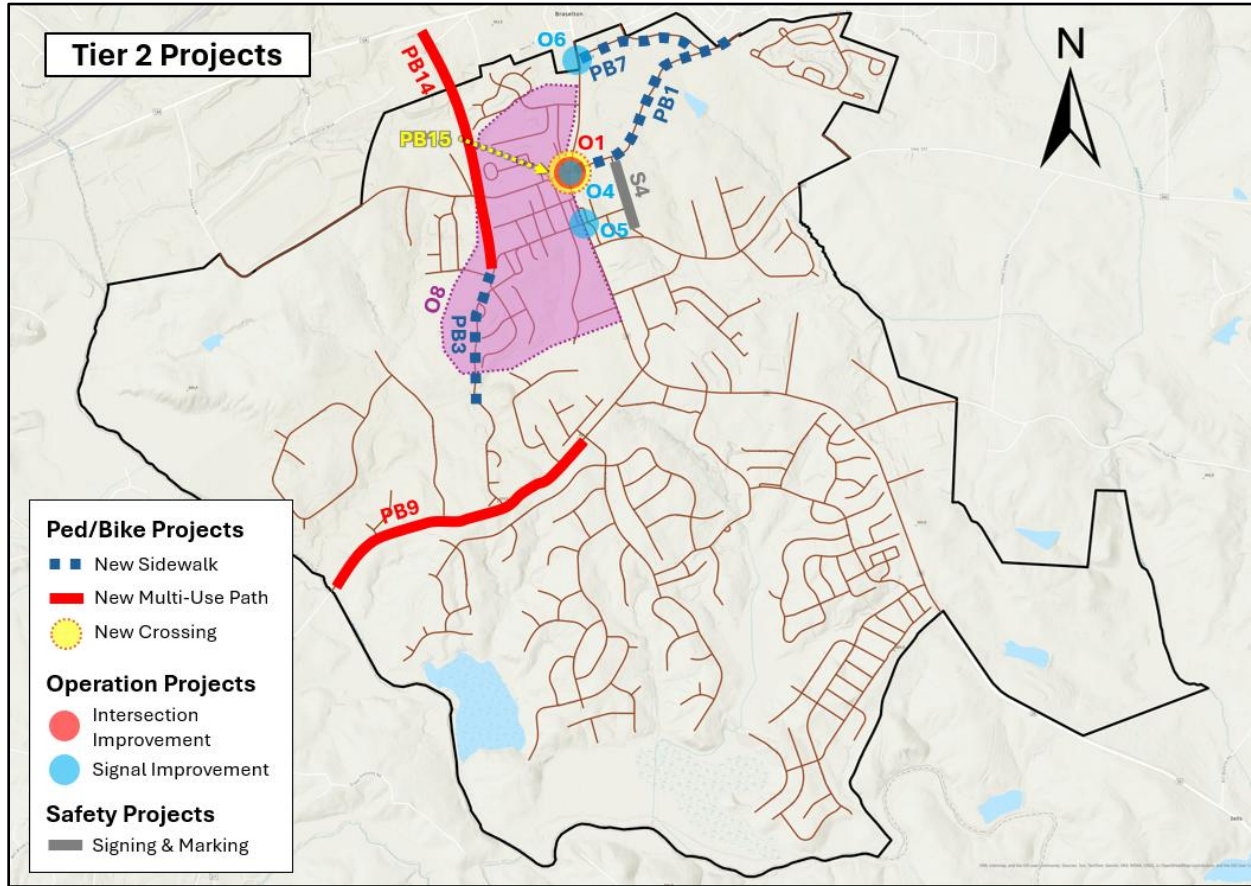 Tier 2 Projects
Braselton
N
O6
PB14
PB7
PB1
PB15
O1
S4
O4
O5
O8
PB3
PB9
Ped/Bike Projects
New Sidewalk
New Multi-Use Path
New Crossing
Operation Projects
Intersection
Improvement
Signal Improvement
Safety Projects
Signing & Marking